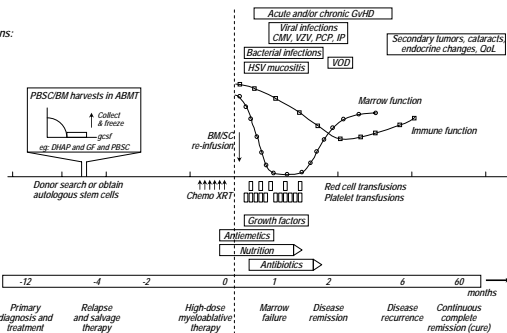 ns:
Acute and/or chronic GvHD
Viral infections
CMV, VZV, PCP, IP
Secondary tumors, cataracts,
endocrine changes, QoL
Bacterial infections
HSV mucositis
VOD
PBSC/BM harvests in ABMT
Collect
& freeze
gcsf
eg: DHAP and GF and PBSC
Marrow function
Immune function
BM/SC
re-infusion
Donor search or obtain
autologous stem cells
Chemo XRT
Red cell transfusions
Platelet transfusions
Growth factors
Antiemetics
Nutrition
Antibiotics
-12 -4 -2 0 1 2 6 60
months
Primary
diagnosis and
treatment
Relapse
and salvage
therapy
High-dose
myeloablative
therapy
Marrow
failure
Disease
remission
Disease
recurrence
Continuous
complete
remission (cure)